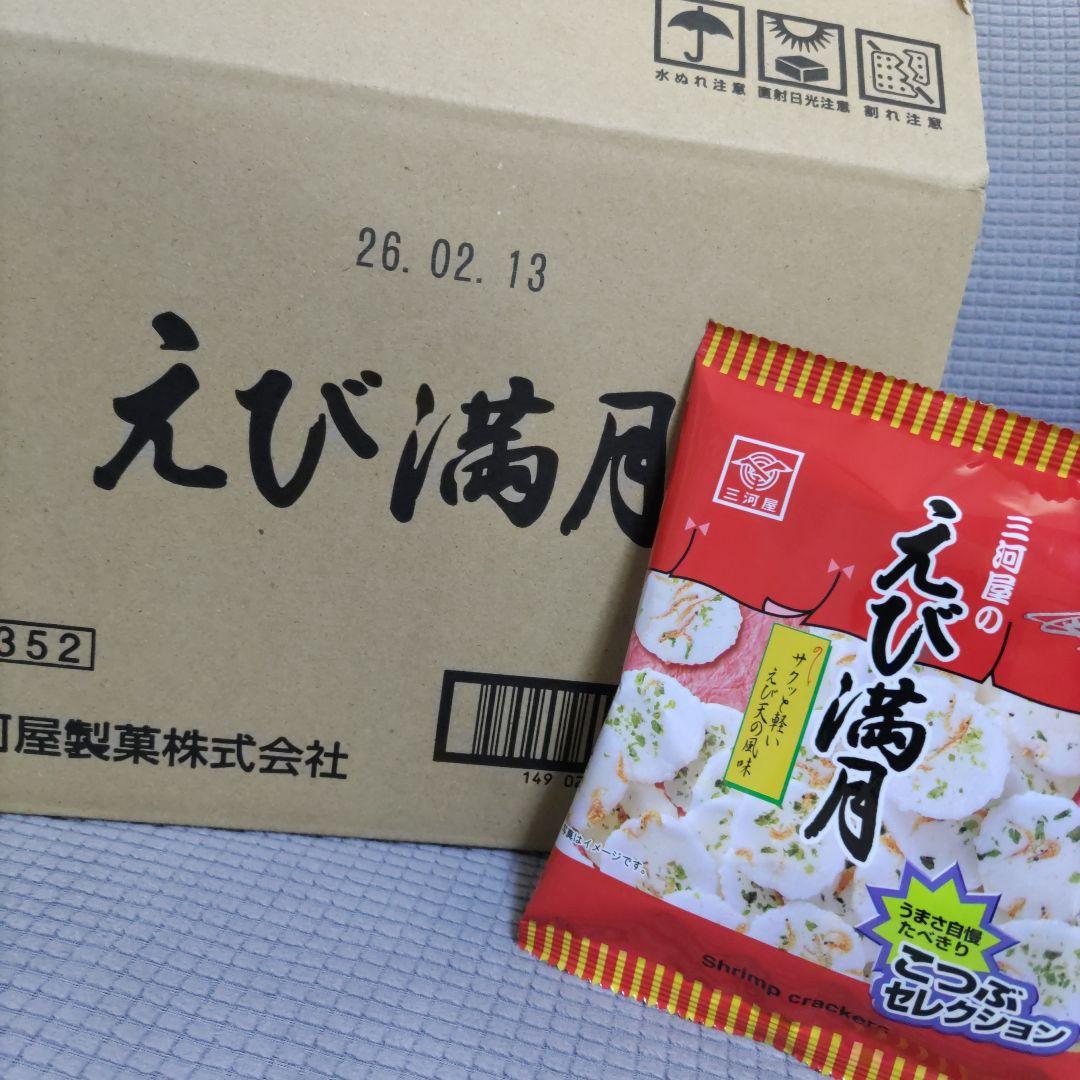 水ぬれ注意
直射日光注意
割れ注意
26.02.13
えび満月
352
河屋製菓株式会社
149 02
三河屋
三河屋の
えび満月
サクッと軽い
えび天の風味
写真はイメージです。
うまさ自慢
たべきり
こつぶ
セレクション
Shrimp crackers